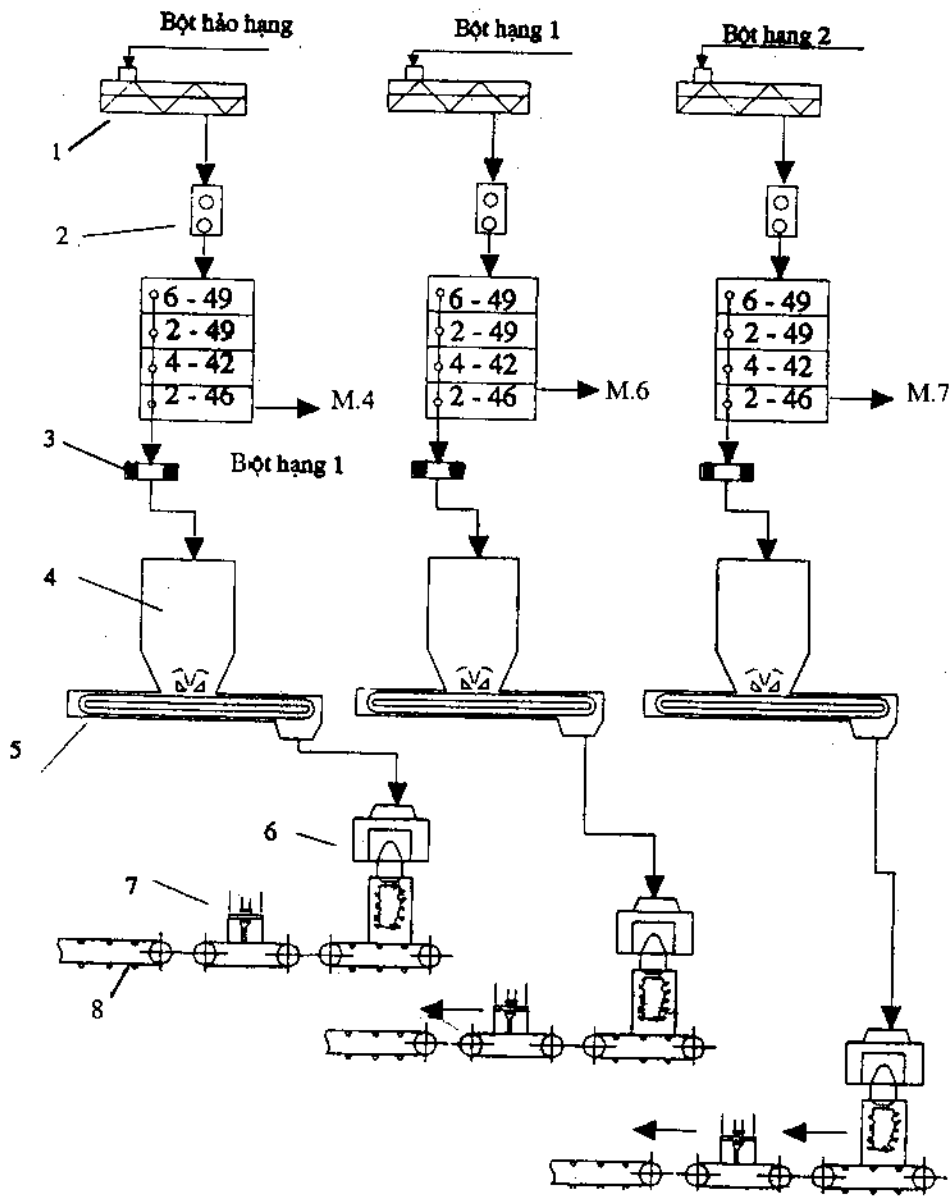 Bột hảo hạng
Bột hạng 1
Bột hạng 2
1
2
6 - 49
2 - 49
4 - 42
2 - 46
M.4
6 - 49
2 - 49
4 - 42
2 - 46
M.6
6 - 49
2 - 49
4 - 42
2 - 46
M.7
3
Bột hạng 1
4
5
6
7
8